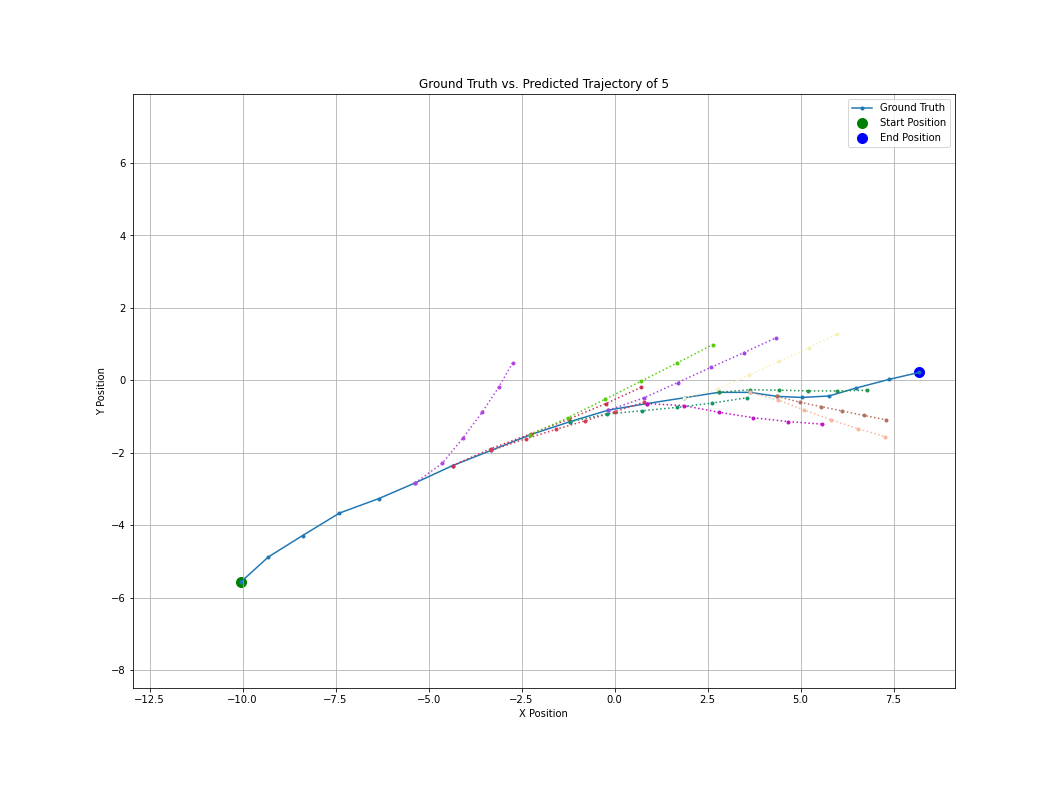 Ground Truth vs. Predicted Trajectory of 5
Ground Truth
Start Position
End Position
Y Position
6
4
2
0
−2
−4
−6
−8
−12.5 −10.0 −7.5 −5.0 −2.5 0.0 2.5 5.0 7.5
X Position